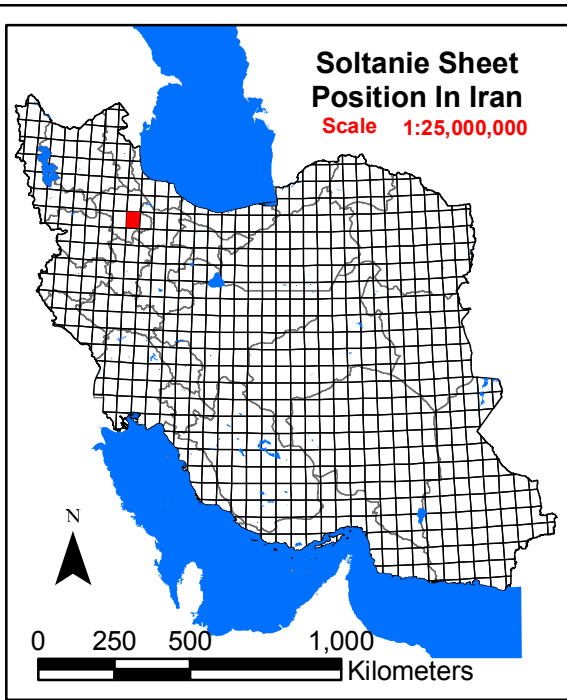 Soltanie Sheet
Position In Iran
Scale 1:25,000,000
N
0 250 500 1,000
Kilometers